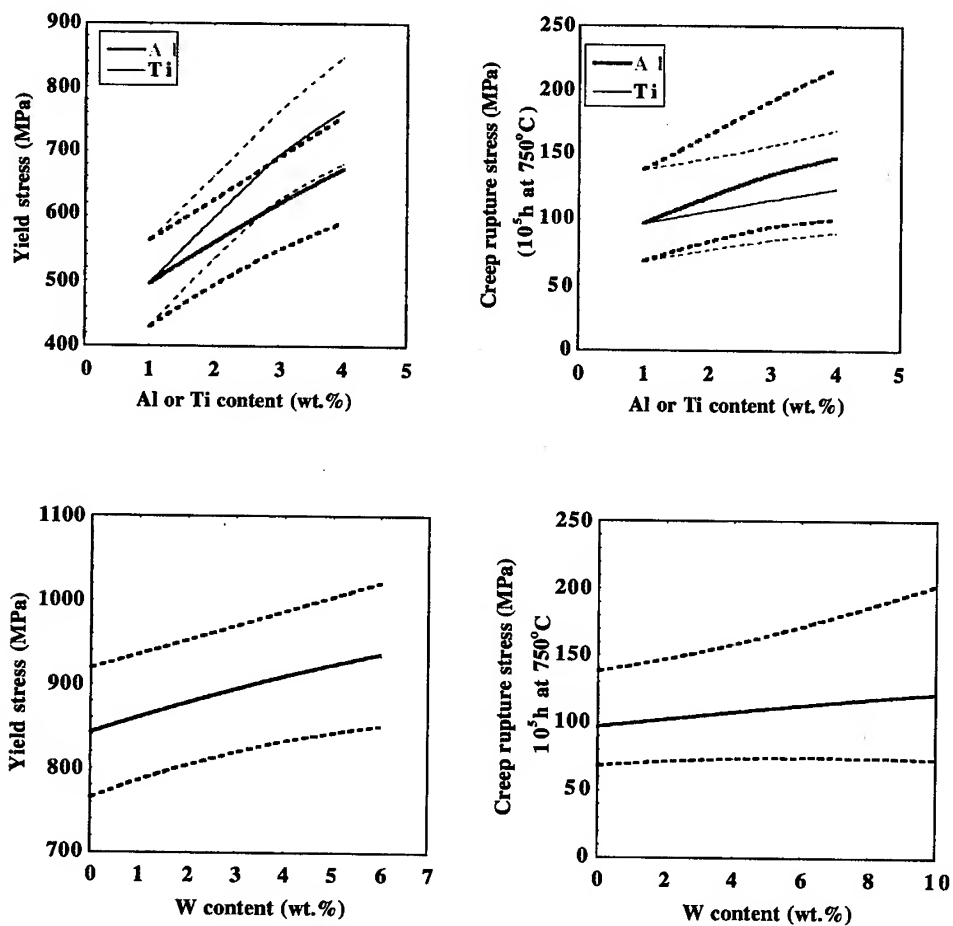 900
800
700
600
500
400
0 1 2 3 4 5
Yield stress (MPa)
Al or Ti content (wt.%)
A l
Ti
250
200
150
100
50
0
0 1 2 3 4 5
Creep rupture stress (MPa)
(10⁵h at 750°C)
Al or Ti content (wt.%)
A l
Ti
1100
1000
900
800
700
0 1 2 3 4 5 6 7
Yield stress (MPa)
W content (wt.%)
250
200
150
100
50
0
0 2 4 6 8 10
Creep rupture stress (MPa)
10⁵h at 750°C
W content (wt.%)